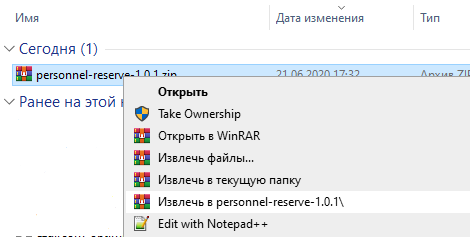 Имя Дата изменения Тип
Сегодня (1)
personnel-reserve-1.0.1.zip 21.06.2020 17:32 Архив ZIP
Ранее на этой
Открыть
Take Ownership
Открыть в WinRAR
Извлечь файлы...
Извлечь в текущую папку
Извлечь в personnel-reserve-1.0.1\
Edit with Notepad++